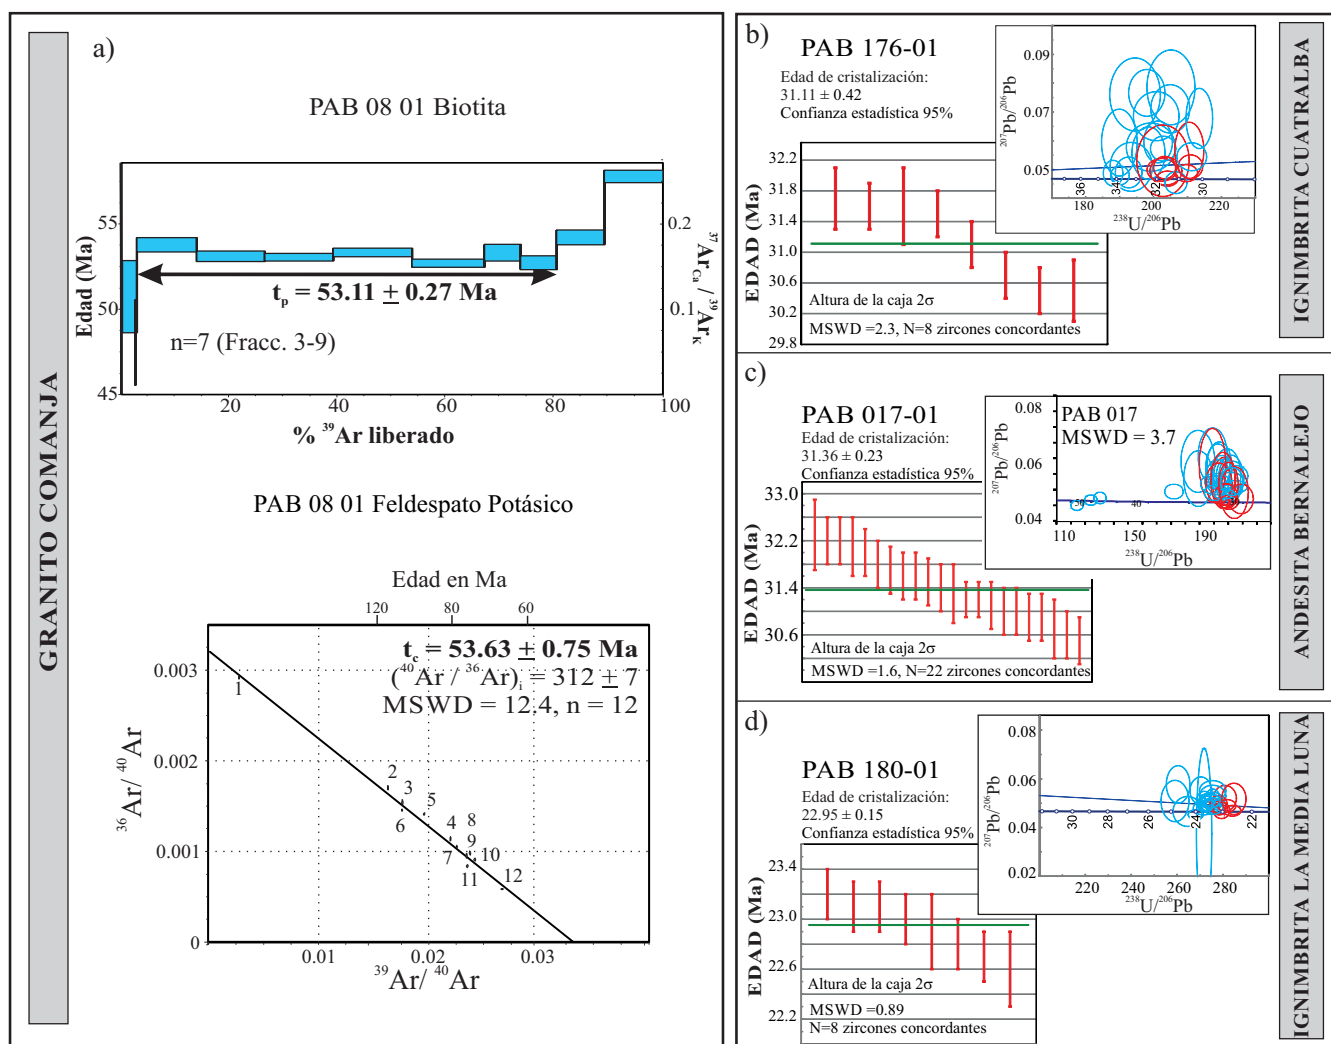 GRANITO COMANJA
a)
PAB 08 01 Biotita
Edad (Ma)
55
50
45
0.2
0.1
³⁷Ar_Ca / ³⁹Ar_K
t_p = 53.11 ± 0.27 Ma
n=7 (Fracc. 3-9)
20
40
60
80
100
% ³⁹Ar liberado
PAB 08 01 Feldespato Potásico
Edad en Ma
120
80
60
t_c = 53.63 ± 0.75 Ma
(⁴⁰Ar / ³⁶Ar)_i = 312 ± 7
MSWD = 12.4, n = 12
³⁶Ar/ ⁴⁰Ar
0.003
0.002
0.001
0
1
2
3
5
6
4
8
7
9
10
11
12
0.01
0.02
0.03
³⁹Ar/ ⁴⁰Ar
b)
PAB 176-01
Edad de cristalización:
31.11 ± 0.42
Confianza estadística 95%
EDAD (Ma)
32.2
31.8
31.4
31.0
30.6
30.2
29.8
Altura de la caja 2σ
MSWD =2.3, N=8 zircones concordantes
²⁰⁷Pb/²⁰⁶Pb
0.09
0.07
0.05
36
34
32
30
180
200
220
²³⁸U/²⁰⁶Pb
IGNIMBRITA CUATRALBA
c)
PAB 017-01
Edad de cristalización:
31.36 ± 0.23
Confianza estadística 95%
EDAD (Ma)
33.0
32.2
31.4
30.6
Altura de la caja 2σ
MSWD =1.6, N=22 zircones concordantes
PAB 017
MSWD = 3.7
²⁰⁷Pb/²⁰⁶Pb
0.08
0.06
0.04
50
40
110
150
190
²³⁸U/²⁰⁶Pb
ANDESITA BERNALEJO
d)
PAB 180-01
Edad de cristalización:
22.95 ± 0.15
Confianza estadística 95%
EDAD (Ma)
23.4
23.0
22.6
22.2
Altura de la caja 2σ
MSWD =0.89
N=8 zircones concordantes
²⁰⁷Pb/²⁰⁶Pb
0.08
0.06
0.04
0.02
30
28
26
24
22
220
240
260
280
²³⁸U/²⁰⁶Pb
IGNIMBRITA LA MEDIA LUNA